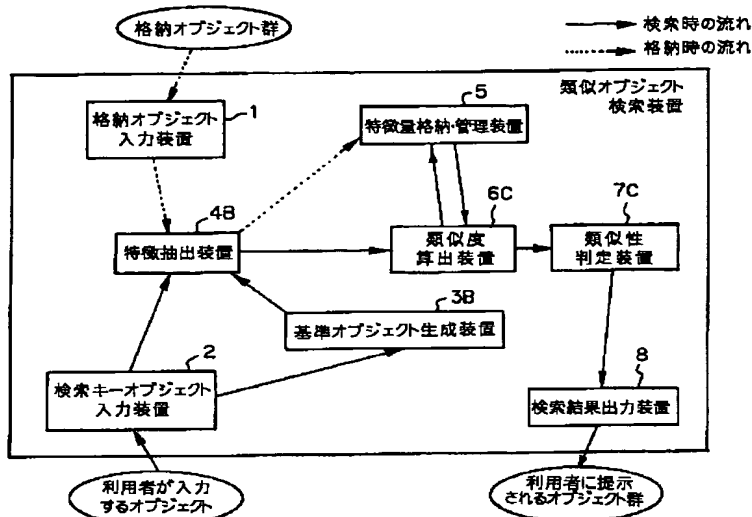 格納オブジェクト群
検索時の流れ
格納時の流れ
類似オブジェクト
検索装置
格納オブジェクト
入力装置
1
5
特徴量格納・管理装置
4B
特徴抽出装置
6C
類似度
算出装置
7C
類似性
判定装置
3B
基準オブジェクト生成装置
2
検索キーオブジェクト
入力装置
8
検索結果出力装置
利用者が入力
するオブジェクト
利用者に提示
されるオブジェクト群